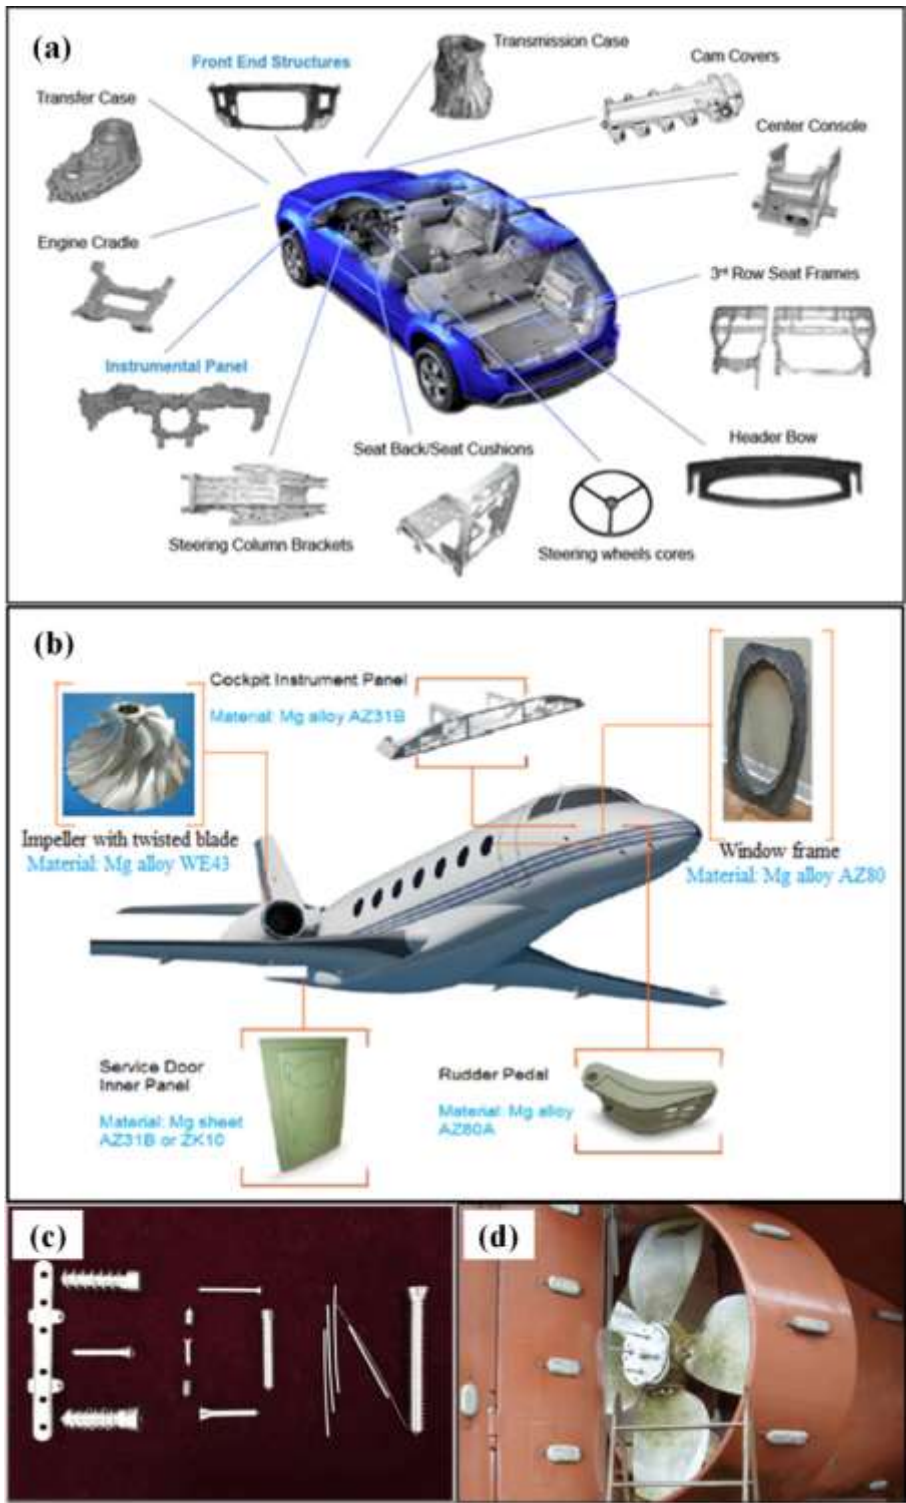 (a)
Transmission Case
Front End Structures
Cam Covers
Transfer Case
Center Console
Engine Cradle
3rd Row Seat Frames
Instrumental Panel
Header Bow
Seat Back/Seat Cushions
Steering Column Brackets
Steering wheels cores
(b)
Cockpit Instrument Panel
Material: Mg alloy AZ31B
Impeller with twisted blade
Material: Mg alloy WE43
Window frame
Material: Mg alloy AZ80
Service Door
Inner Panel
Material: Mg sheet
AZ31B or ZK10
Rudder Pedal
Material: Mg alloy
AZ80A
(c)
(d)